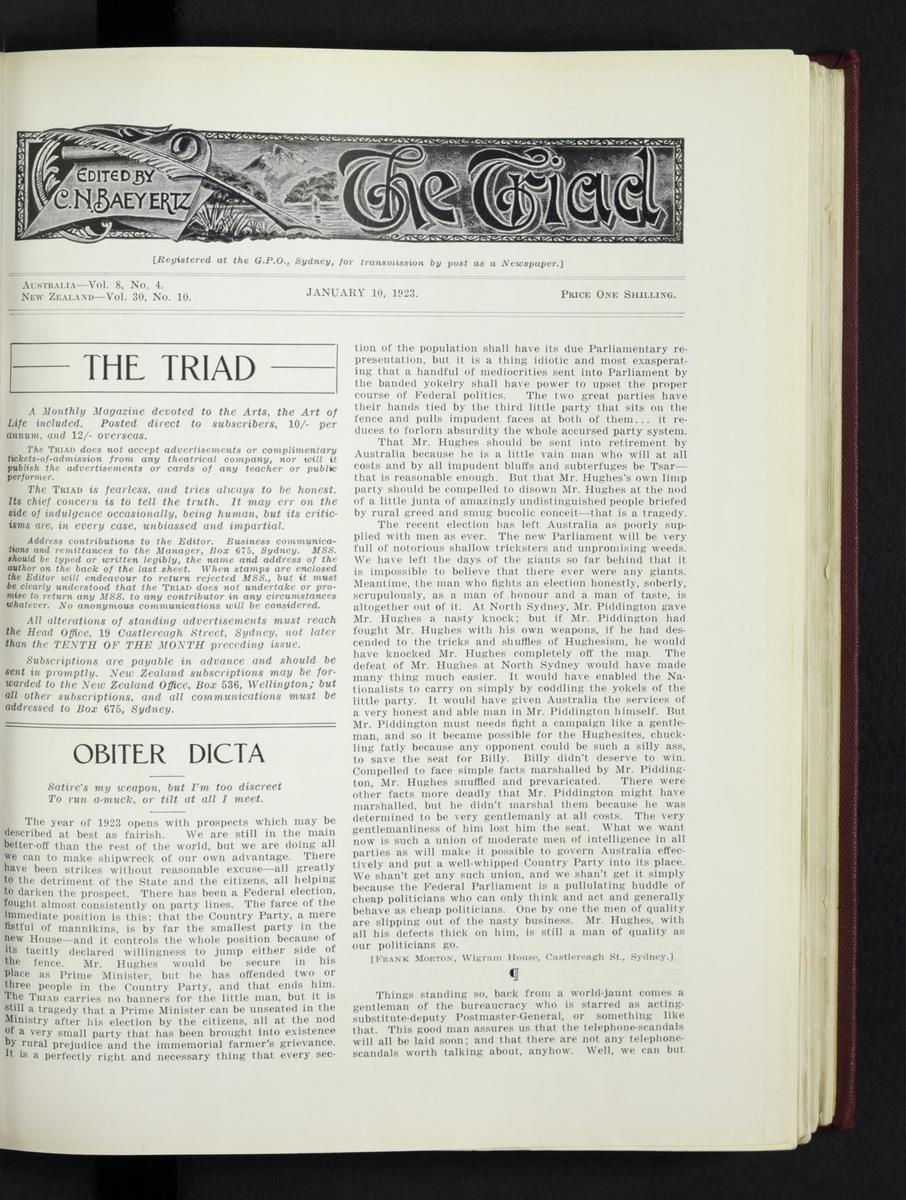 EDITED BY
C. N. BAEYERTZ
The Triad
[Registered at the G.P.O., Sydney, for transmission by post as a Newspaper.]
AUSTRALIA—Vol. 8, No. 4.
NEW ZEALAND—Vol. 30, No. 10.
JANUARY 10, 1923.
PRICE ONE SHILLING.
THE TRIAD
A Monthly Magazine devoted to the Arts, the Art of
Life included. Posted direct to subscribers, 10/- per
annum, and 12/- overseas.
The TRIAD does not accept advertisements or complimentary
tickets-of-admission from any theatrical company, nor will it
publish the advertisements or cards of any teacher or public
performer.
The TRIAD is fearless, and tries always to be honest.
Its chief concern is to tell the truth. It may err on the
side of indulgence occasionally, being human, but its critic-
isms are, in every case, unbiassed and impartial.
Address contributions to the Editor. Business communica-
tions and remittances to the Manager, Box 675, Sydney. MSS.
should be typed or written legibly, the name and address of the
author on the back of the last sheet. When stamps are enclosed
the Editor will endeavour to return rejected MSS., but it must
be clearly understood that the TRIAD does not undertake or pro-
mise to return any MSS. to any contributor in any circumstances
whatever. No anonymous communications will be considered.
All alterations of standing advertisements must reach
the Head Office, 19 Castlereagh Street, Sydney, not later
than the TENTH OF THE MONTH preceding issue.
Subscriptions are payable in advance and should be
sent in promptly. New Zealand subscriptions may be for-
warded to the New Zealand Office, Box 536, Wellington; but
all other subscriptions, and all communications must be
addressed to Box 675, Sydney.
OBITER DICTA
Satire's my weapon, but I'm too discreet
To run a-muck, or tilt at all I meet.
The year of 1923 opens with prospects which may be
described at best as fairish. We are still in the main
better-off than the rest of the world, but we are doing all
we can to make shipwreck of our own advantage. There
have been strikes without reasonable excuse—all greatly
to the detriment of the State and the citizens, all helping
to darken the prospect. There has been a Federal election,
fought almost consistently on party lines. The farce of the
immediate position is this: that the Country Party, a mere
fistful of mannikins, is by far the smallest party in the
new House—and it controls the whole position because of
its tacitly declared willingness to jump either side of
the fence. Mr. Hughes would be secure in his
place as Prime Minister, but he has offended two or
three people in the Country Party, and that ends him.
The TRIAD carries no banners for the little man, but it is
still a tragedy that a Prime Minister can be unseated in the
Ministry after his election by the citizens, all at the nod
of a very small party that has been brought into existence
by rural prejudice and the immemorial farmer's grievance.
It is a perfectly right and necessary thing that every sec-
tion of the population shall have its due Parliamentary re-
presentation, but it is a thing idiotic and most exasperat-
ing that a handful of mediocrities sent into Parliament by
the banded yokelry shall have power to upset the proper
course of Federal politics. The two great parties have
their hands tied by the third little party that sits on the
fence and pulls impudent faces at both of them... it re-
duces to forlorn absurdity the whole accursed party system.
That Mr. Hughes should be sent into retirement by
Australia because he is a little vain man who will at all
costs and by all impudent bluffs and subterfuges be Tsar—
that is reasonable enough. But that Mr. Hughes's own limp
party should be compelled to disown Mr. Hughes at the nod
of a little junta of amazingly undistinguished people briefed
by rural greed and smug bucolic conceit—that is a tragedy.
The recent election has left Australia as poorly sup-
plied with men as ever. The new Parliament will be very
full of notorious shallow tricksters and unpromising weeds.
We have left the days of the giants so far behind that it
is impossible to believe that there ever were any giants.
Meantime, the man who fights an election honestly, soberly,
scrupulously, as a man of honour and a man of taste, is
altogether out of it. At North Sydney, Mr. Piddington gave
Mr. Hughes a nasty knock; but if Mr. Piddington had
fought Mr. Hughes with his own weapons, if he had des-
cended to the tricks and shuffles of Hughesism, he would
have knocked Mr. Hughes completely off the map. The
defeat of Mr. Hughes at North Sydney would have made
many thing much easier. It would have enabled the Na-
tionalists to carry on simply by coddling the yokels of the
little party. It would have given Australia the services of
a very honest and able man in Mr. Piddington himself. But
Mr. Piddington must needs fight a campaign like a gentle-
man, and so it became possible for the Hughesites, chuck-
ling fatly because any opponent could be such a silly ass,
to save the seat for Billy. Billy didn't deserve to win.
Compelled to face simple facts marshalled by Mr. Pidding-
ton, Mr. Hughes snuffled and prevaricated. There were
other facts more deadly that Mr. Piddington might have
marshalled, but he didn't marshal them because he was
determined to be very gentlemanly at all costs. The very
gentlemanliness of him lost him the seat. What we want
now is such a union of moderate men of intelligence in all
parties as will make it possible to govern Australia effec-
tively and put a well-whipped Country Party into its place.
We shan't get any such union, and we shan't get it simply
because the Federal Parliament is a pullulating huddle of
cheap politicians who can only think and act and generally
behave as cheap politicians. One by one the men of quality
are slipping out of the nasty business. Mr. Hughes, with
all his defects thick on him, is still a man of quality as
our politicians go.
[FRANK MORTON, Wigram House, Castlereagh St., Sydney.]
¶
Things standing so, back from a world-jaunt comes a
gentleman of the bureaucracy who is starred as acting-
substitute-deputy Postmaster-General, or something like
that. This good man assures us that the telephone-scandals
will all be laid soon; and that there are not any telephone-
scandals worth talking about, anyhow. Well, we can but